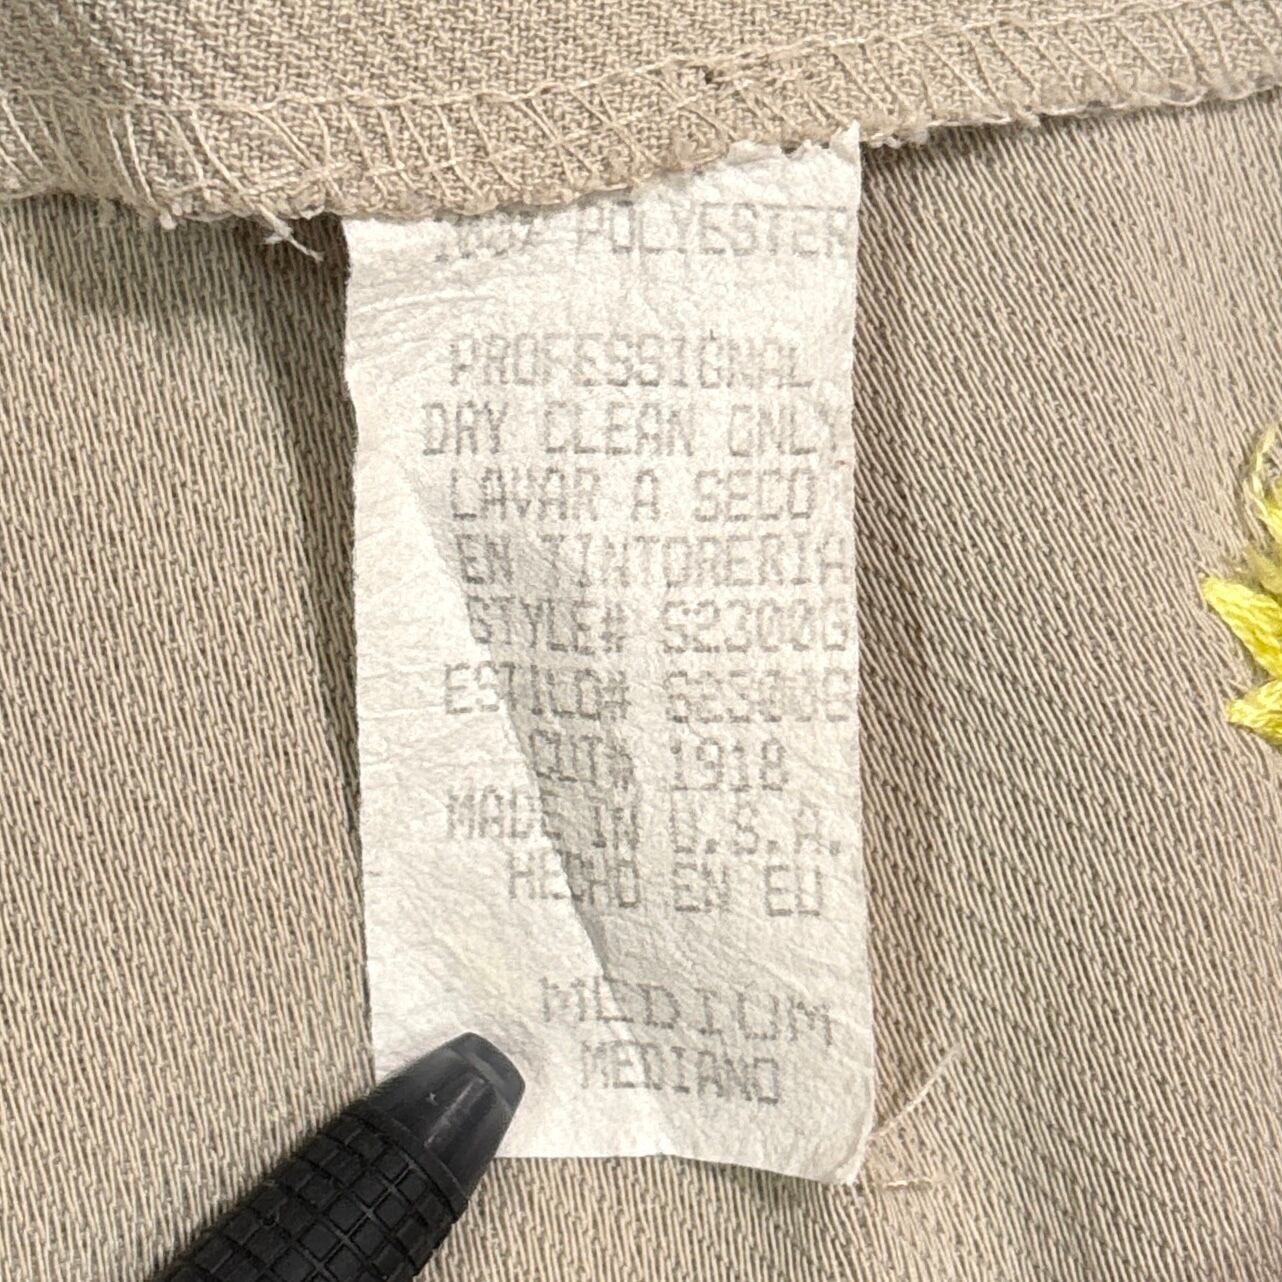 100% POLYESTER
PROFESSIONAL
DRY CLEAN ONLY
LAVAR A SECO
EN TINTORERIA
STYLE# S2300G
ESTILO# S2300G
CUT# 1918
MADE IN U.S.A.
HECHO EN EU
MEDIUM
MEDIANO